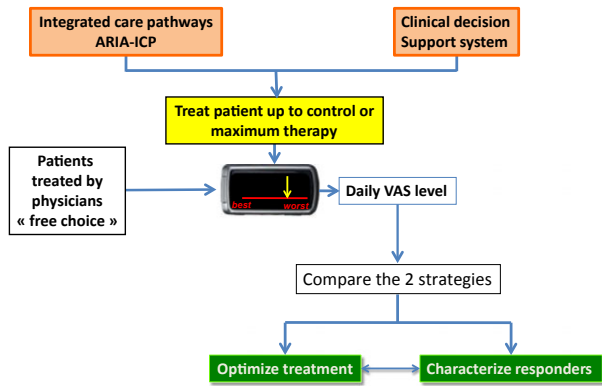 Integrated care pathways
ARIA-ICP
Clinical decision
Support system
Treat patient up to control or
maximum therapy
Patients
treated by
physicians
« free choice »
best
worst
Daily VAS level
Compare the 2 strategies
Optimize treatment
Characterize responders